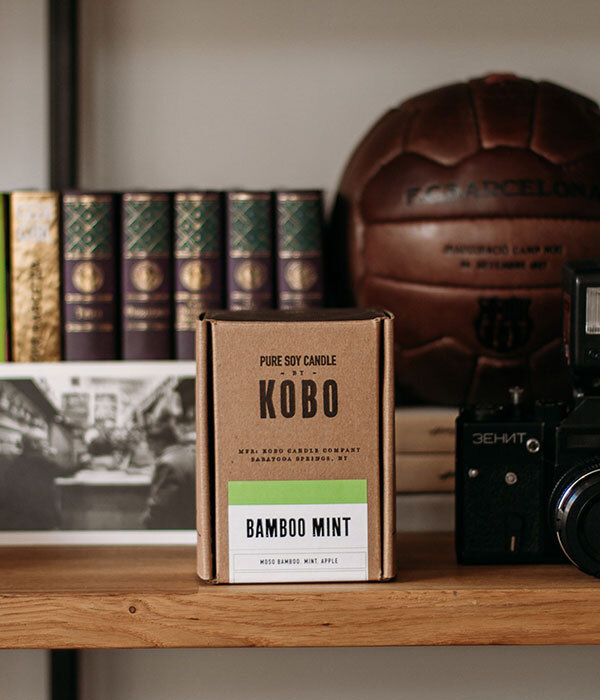 F.C. BARCELONA
PURE SOY CANDLE
- BY -
KOBO
MFR: KOBO CANDLE COMPANY
SARATOGA SPRINGS, NY
BAMBOO MINT
MOSO BAMBOO. MINT. APPLE
ЗЕНИТ